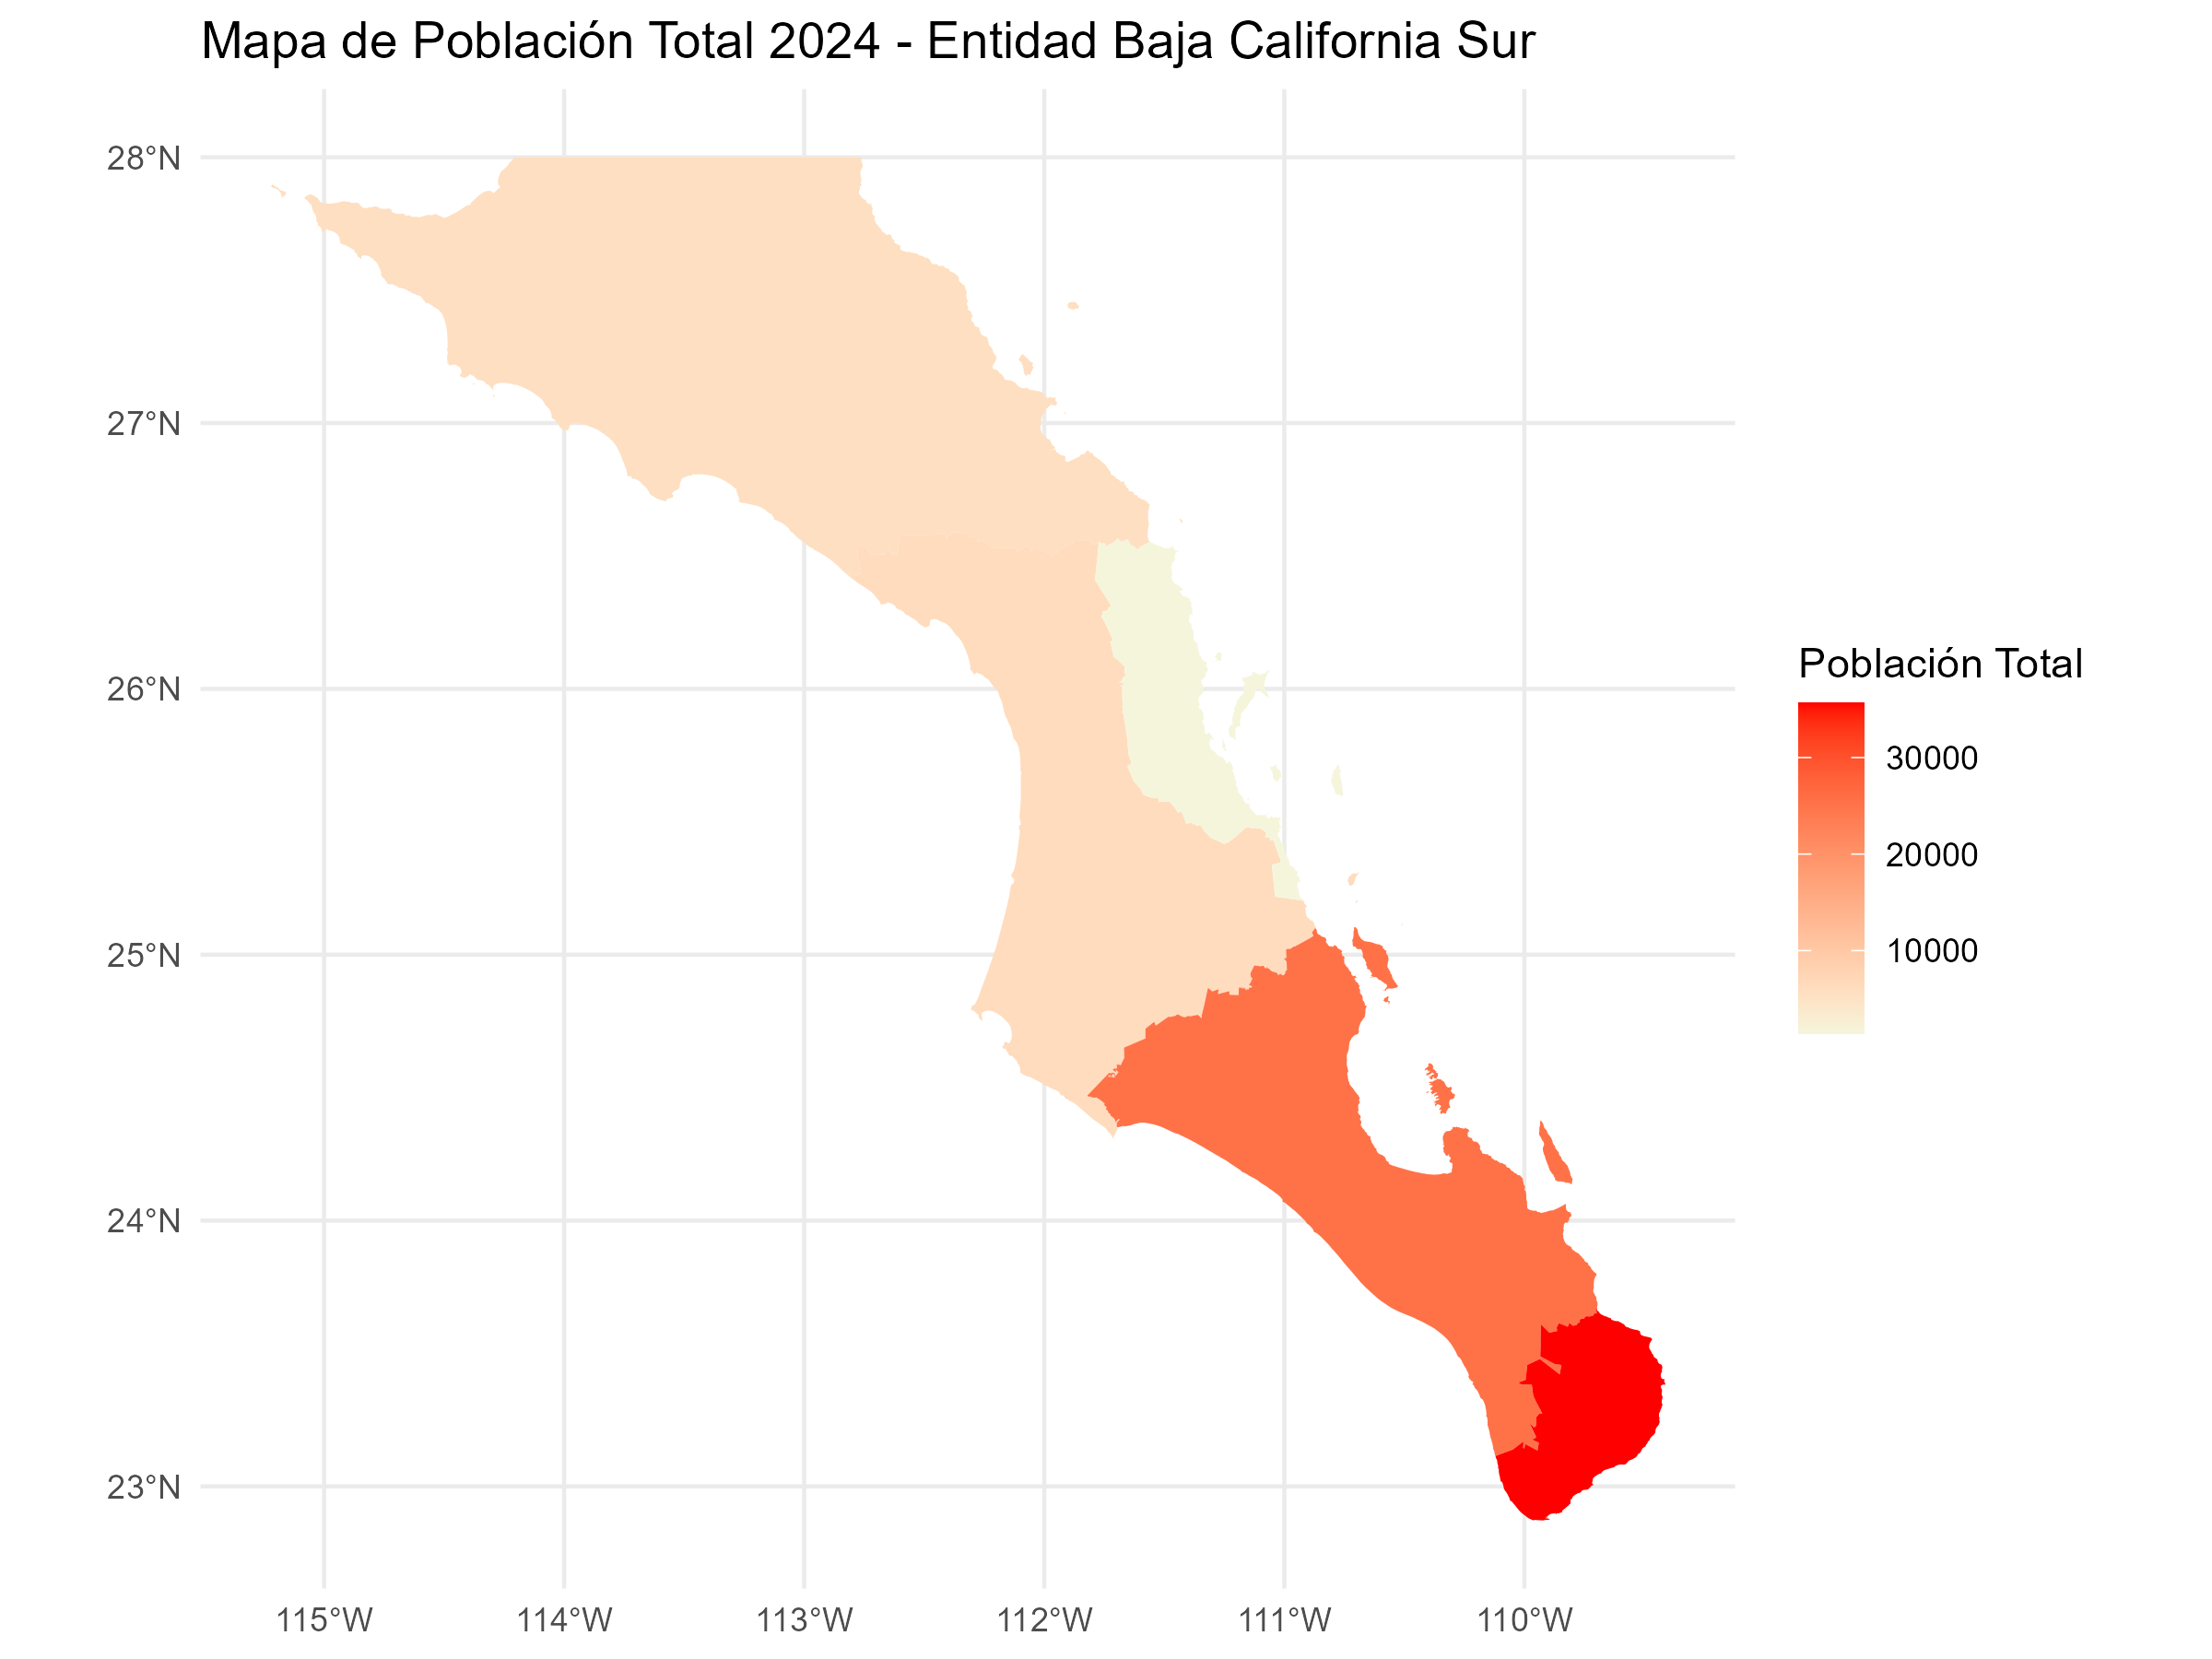 Mapa de Población Total 2024 - Entidad Baja California Sur
28°N
27°N
26°N
25°N
24°N
23°N
115°W
114°W
113°W
112°W
111°W
110°W
Población Total
30000
20000
10000